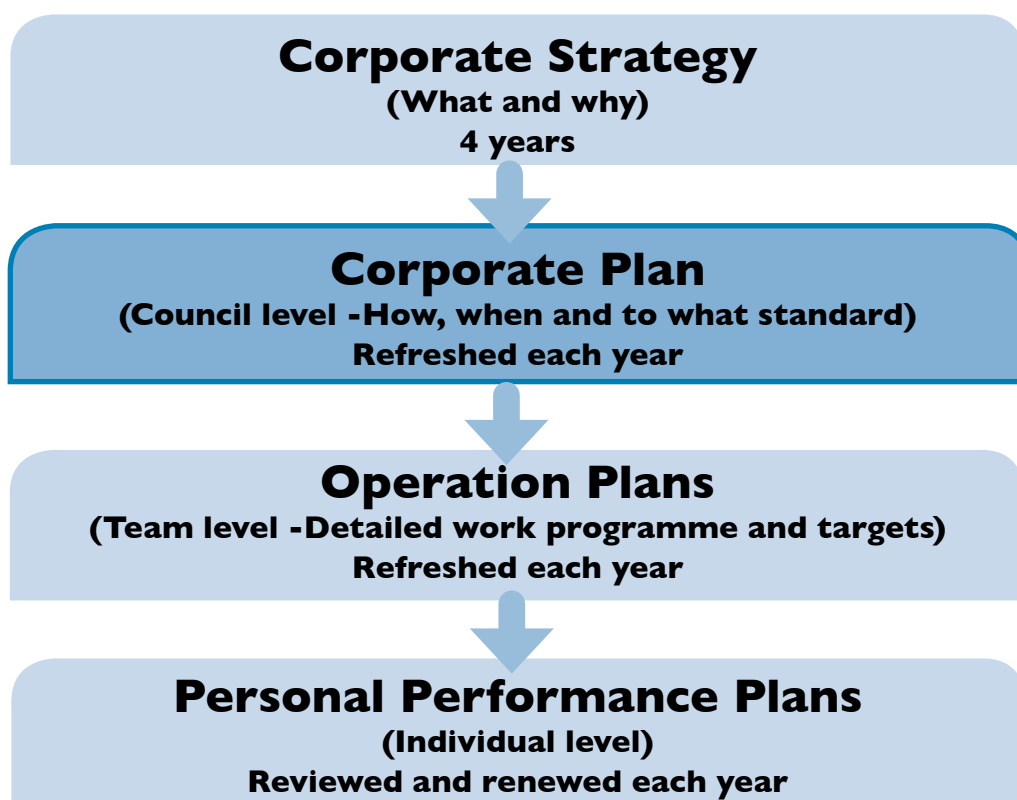 Corporate Strategy
(What and why)
4 years
Corporate Plan
(Council level -How, when and to what standard)
Refreshed each year
Operation Plans
(Team level -Detailed work programme and targets)
Refreshed each year
Personal Performance Plans
(Individual level)
Reviewed and renewed each year